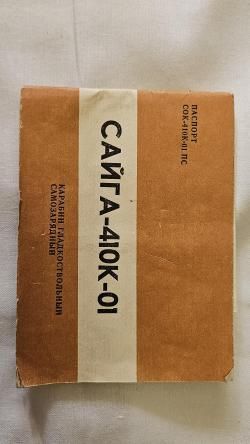 ПАСПОРТ
СОК-410К-01 ПС
САЙГА-410К-01
КАРАБИН ГЛАДКОСТВОЛЬНЫЙ
САМОЗАРЯДНЫЙ